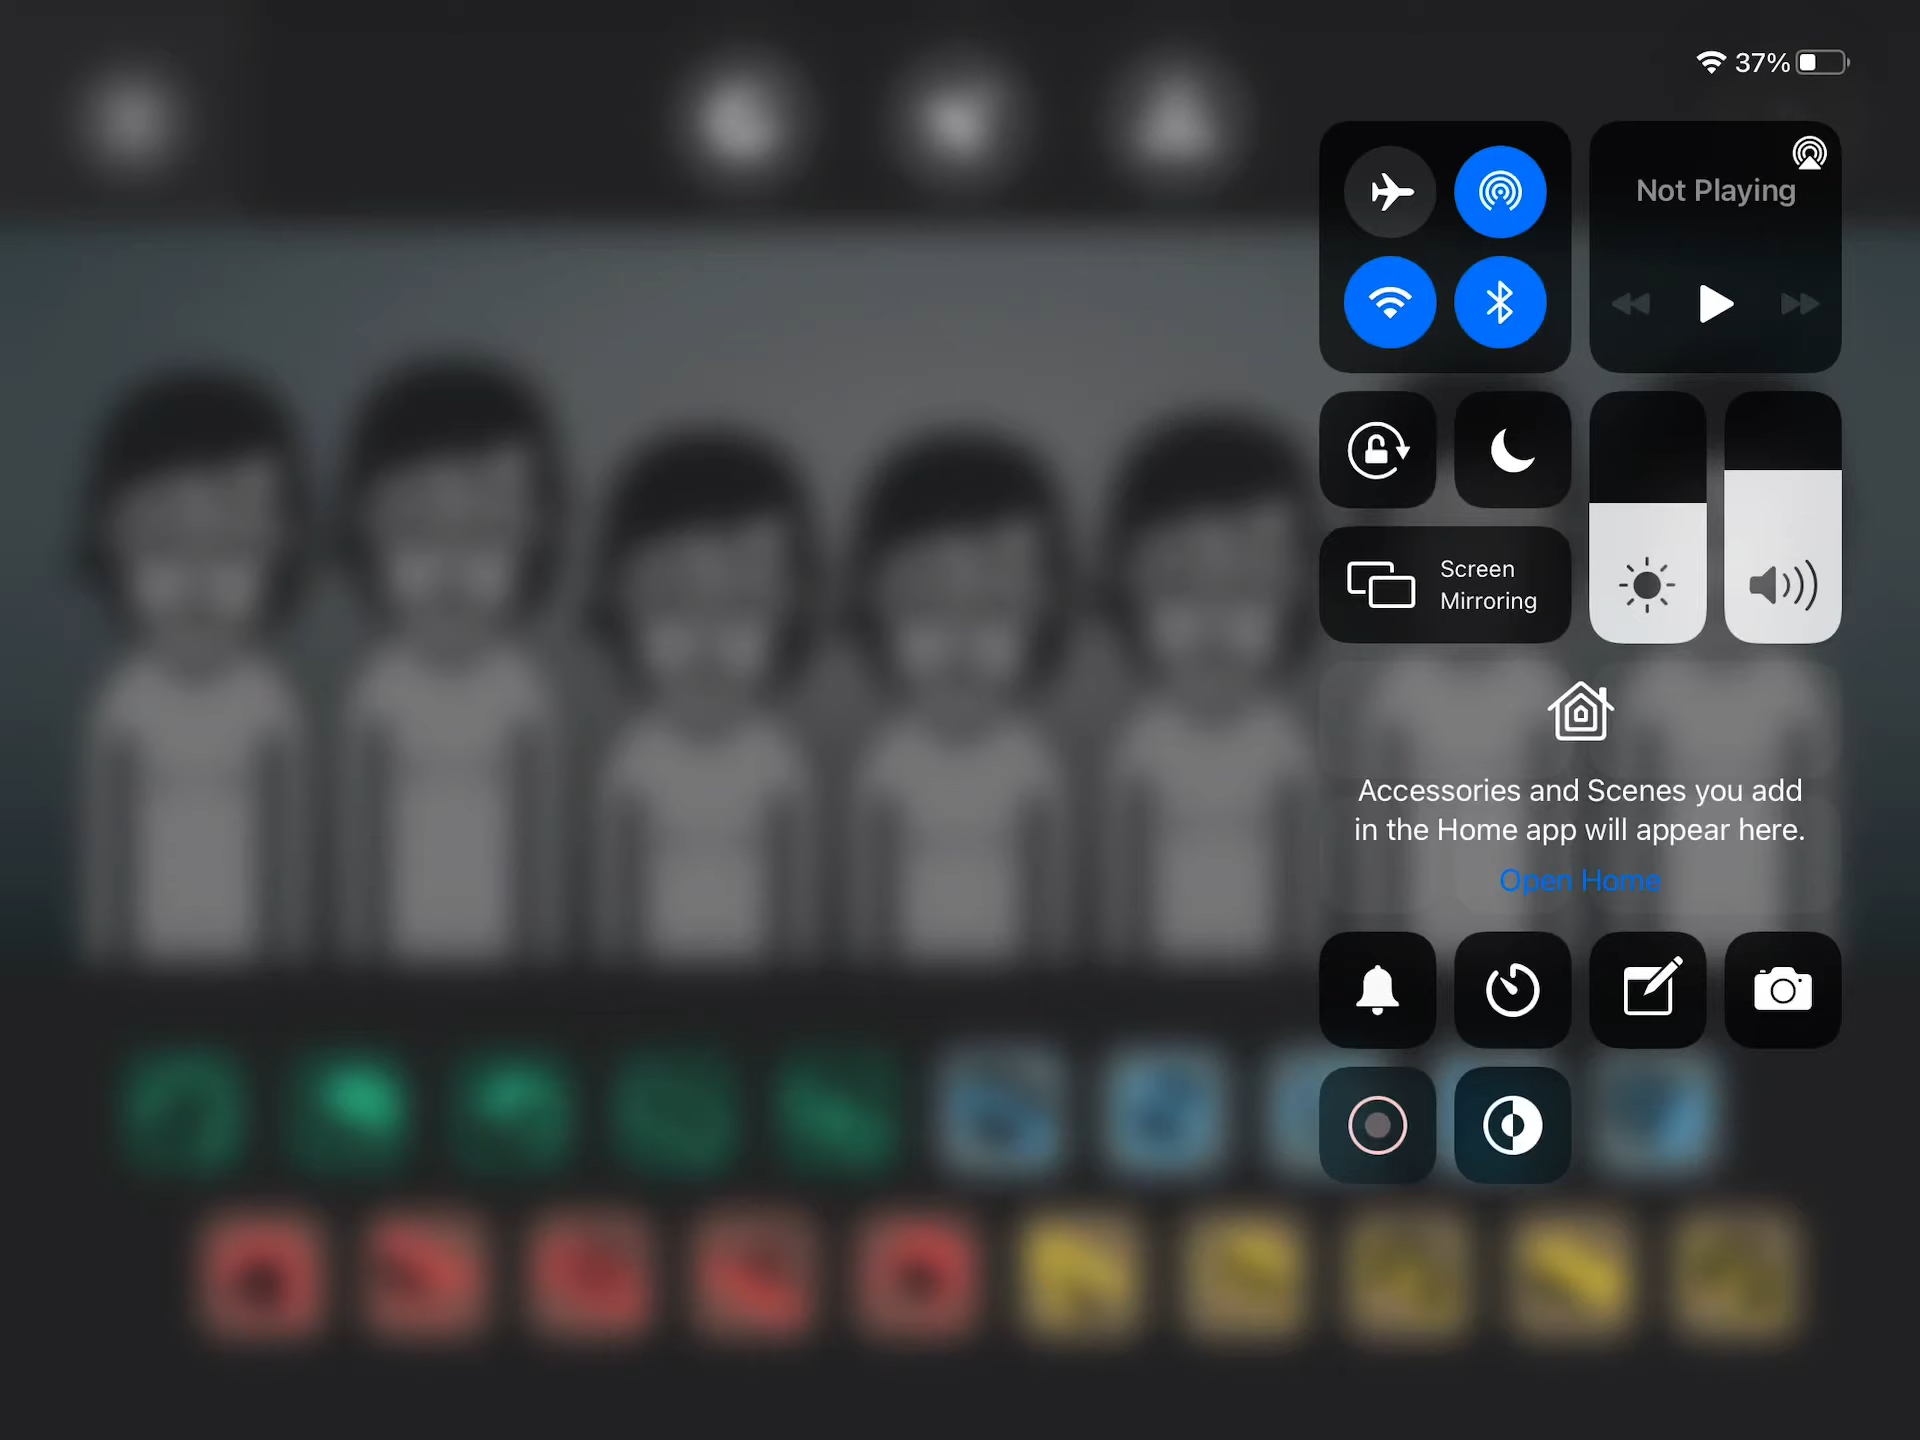 37%
Not Playing
Screen
Mirroring
Accessories and Scenes you add
in the Home app will appear here.
Open Home